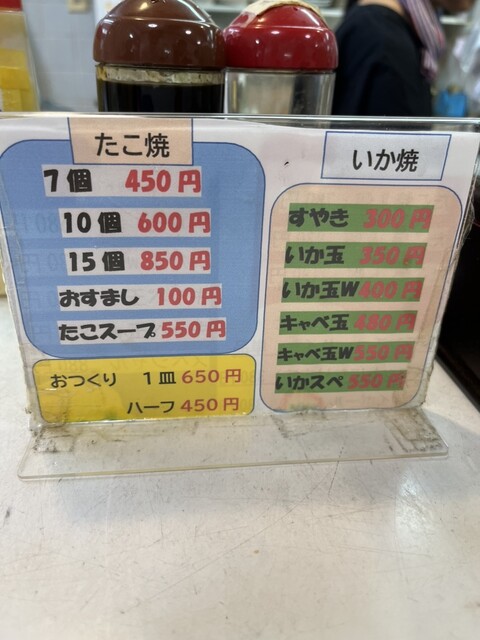 たこ焼
7個 450円
10個 600円
15個 850円
おすまし 100円
たこスープ 550円
おつくり 1皿 650円
ハーフ 450円
いか焼
すやき 300円
いか玉 350円
いか玉W 400円
キャベ玉 480円
キャベ玉W 550円
いかスペ 550円